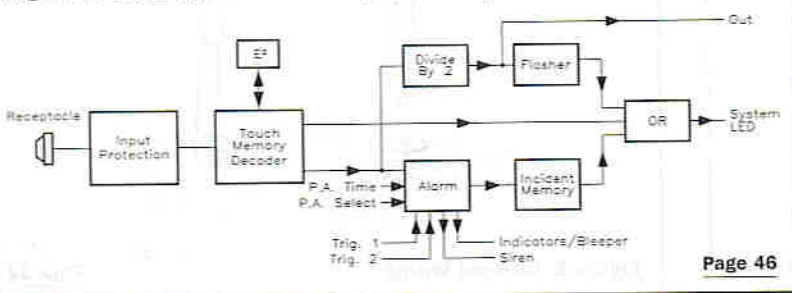 Out
Divide
By 2
Flasher
E²
Receptacle
Input
Protection
Touch
Memory
Decoder
OR
System
LED
P.A. Time
P.A. Select
Alarm
Incident
Memory
Trig. 1
Trig. 2
Indicators/Bleeper
Siren
Page 46